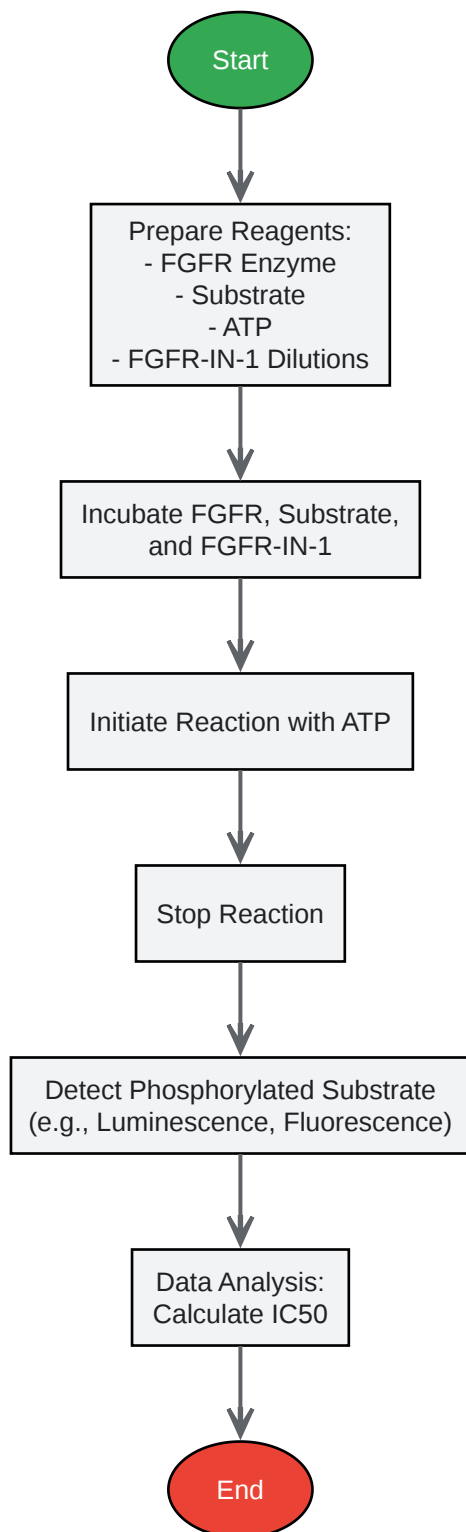 Start
Prepare Reagents:
- FGFR Enzyme
- Substrate
- ATP
- FGFR-IN-1 Dilutions
Incubate FGFR, Substrate,
and FGFR-IN-1
Initiate Reaction with ATP
Stop Reaction
Detect Phosphorylated Substrate
(e.g., Luminescence, Fluorescence)
Data Analysis:
Calculate IC50
End